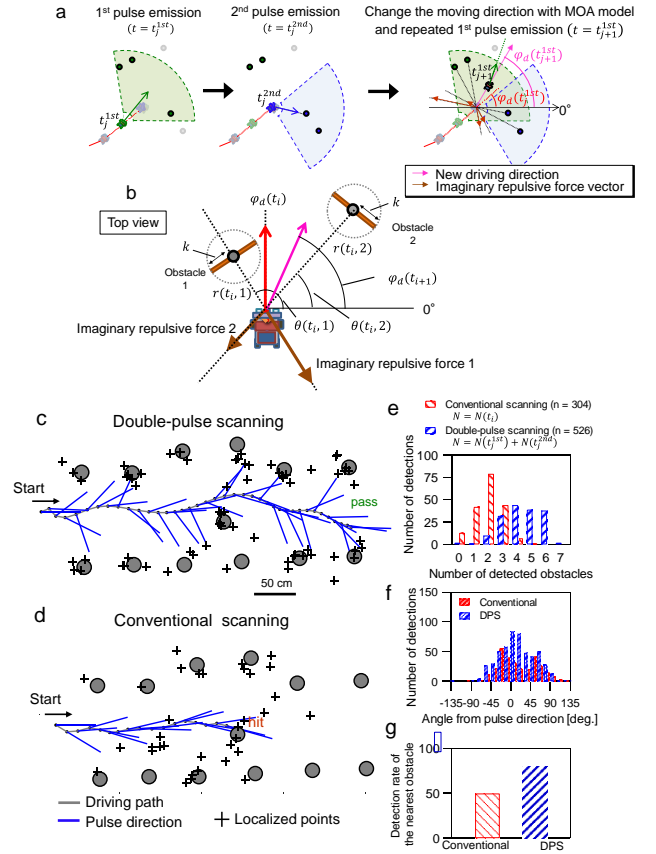 a
1st pulse emission
(t = t_j^{1st})
2nd pulse emission
(t = t_j^{2nd})
Change the moving direction with MOA model
and repeated 1st pulse emission (t = t_{j+1}^{1st})
t_j^{1st}
t_j^{2nd}
t_{j+1}^{1st}
φ_d(t_{j+1}^{1st})
φ_d(t_j^{1st})
0°
New driving direction
Imaginary repulsive force vector
b
Top view
φ_d(t_i)
k
Obstacle
1
k
Obstacle
2
r(t_i, 1)
r(t_i, 2)
φ_d(t_{i+1})
0°
θ(t_i, 1)
θ(t_i, 2)
Imaginary repulsive force 2
Imaginary repulsive force 1
c
Double-pulse scanning
Start
pass
50 cm
d
Conventional scanning
Start
hit
Driving path
Pulse direction
Localized points
e
Conventional scanning (n = 304)
N = N(t_i)
Double-pulse scanning (n = 526)
N = N(t_j^{1st}) + N(t_j^{2nd})
Number of detections
100
75
50
25
0
0 1 2 3 4 5 6 7
Number of detected obstacles
f
Number of detections
150
100
50
0
Conventional
DPS
-135 -90 -45 0 45 90 135
Angle from pulse direction [deg.]
g
Detection rate of
the nearest obstacle
100
50
0
Conventional DPS